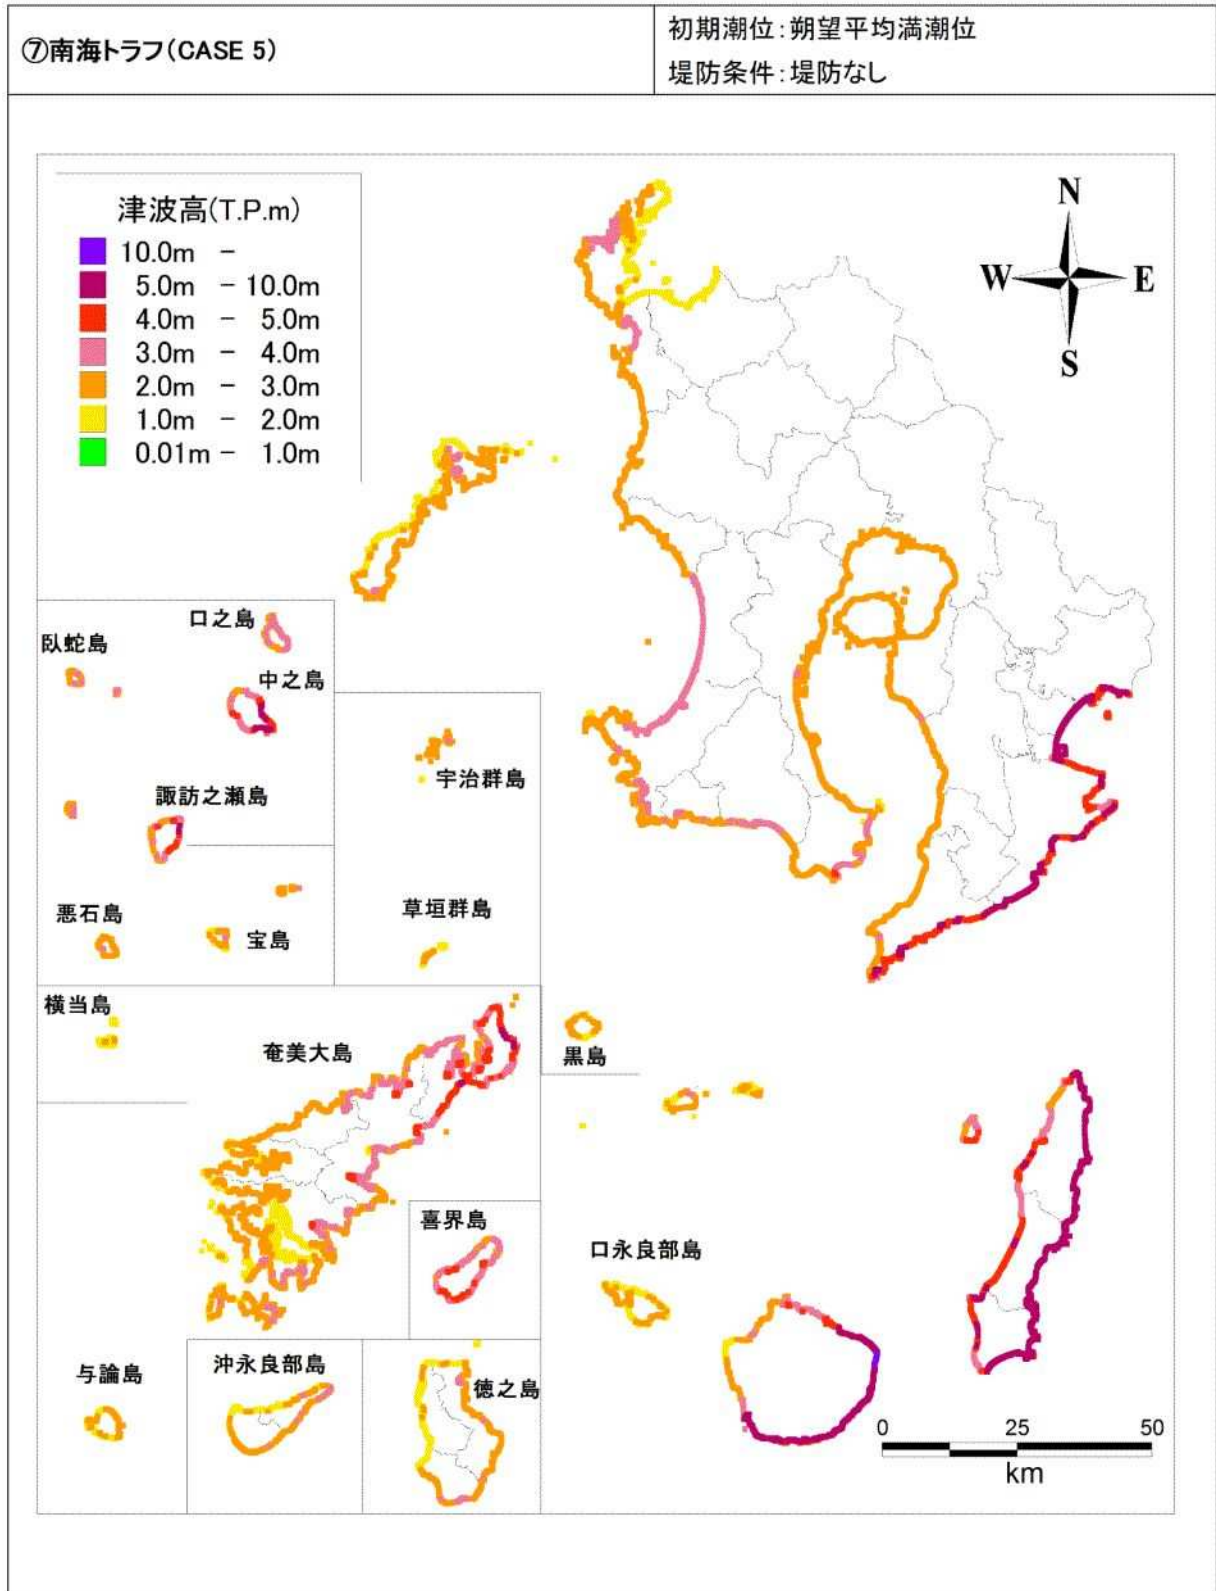 ⑦南海トラフ(CASE 5)
初期潮位:朔望平均満潮位
堤防条件:堤防なし
津波高(T.P.m)
10.0m －
5.0m － 10.0m
4.0m － 5.0m
3.0m － 4.0m
2.0m － 3.0m
1.0m － 2.0m
0.01m － 1.0m
N
W
E
S
口之島
臥蛇島
中之島
宇治群島
諏訪之瀬島
悪石島
宝島
草垣群島
横当島
奄美大島
黒島
喜界島
口永良部島
与論島
沖永良部島
徳之島
0 25 50
km